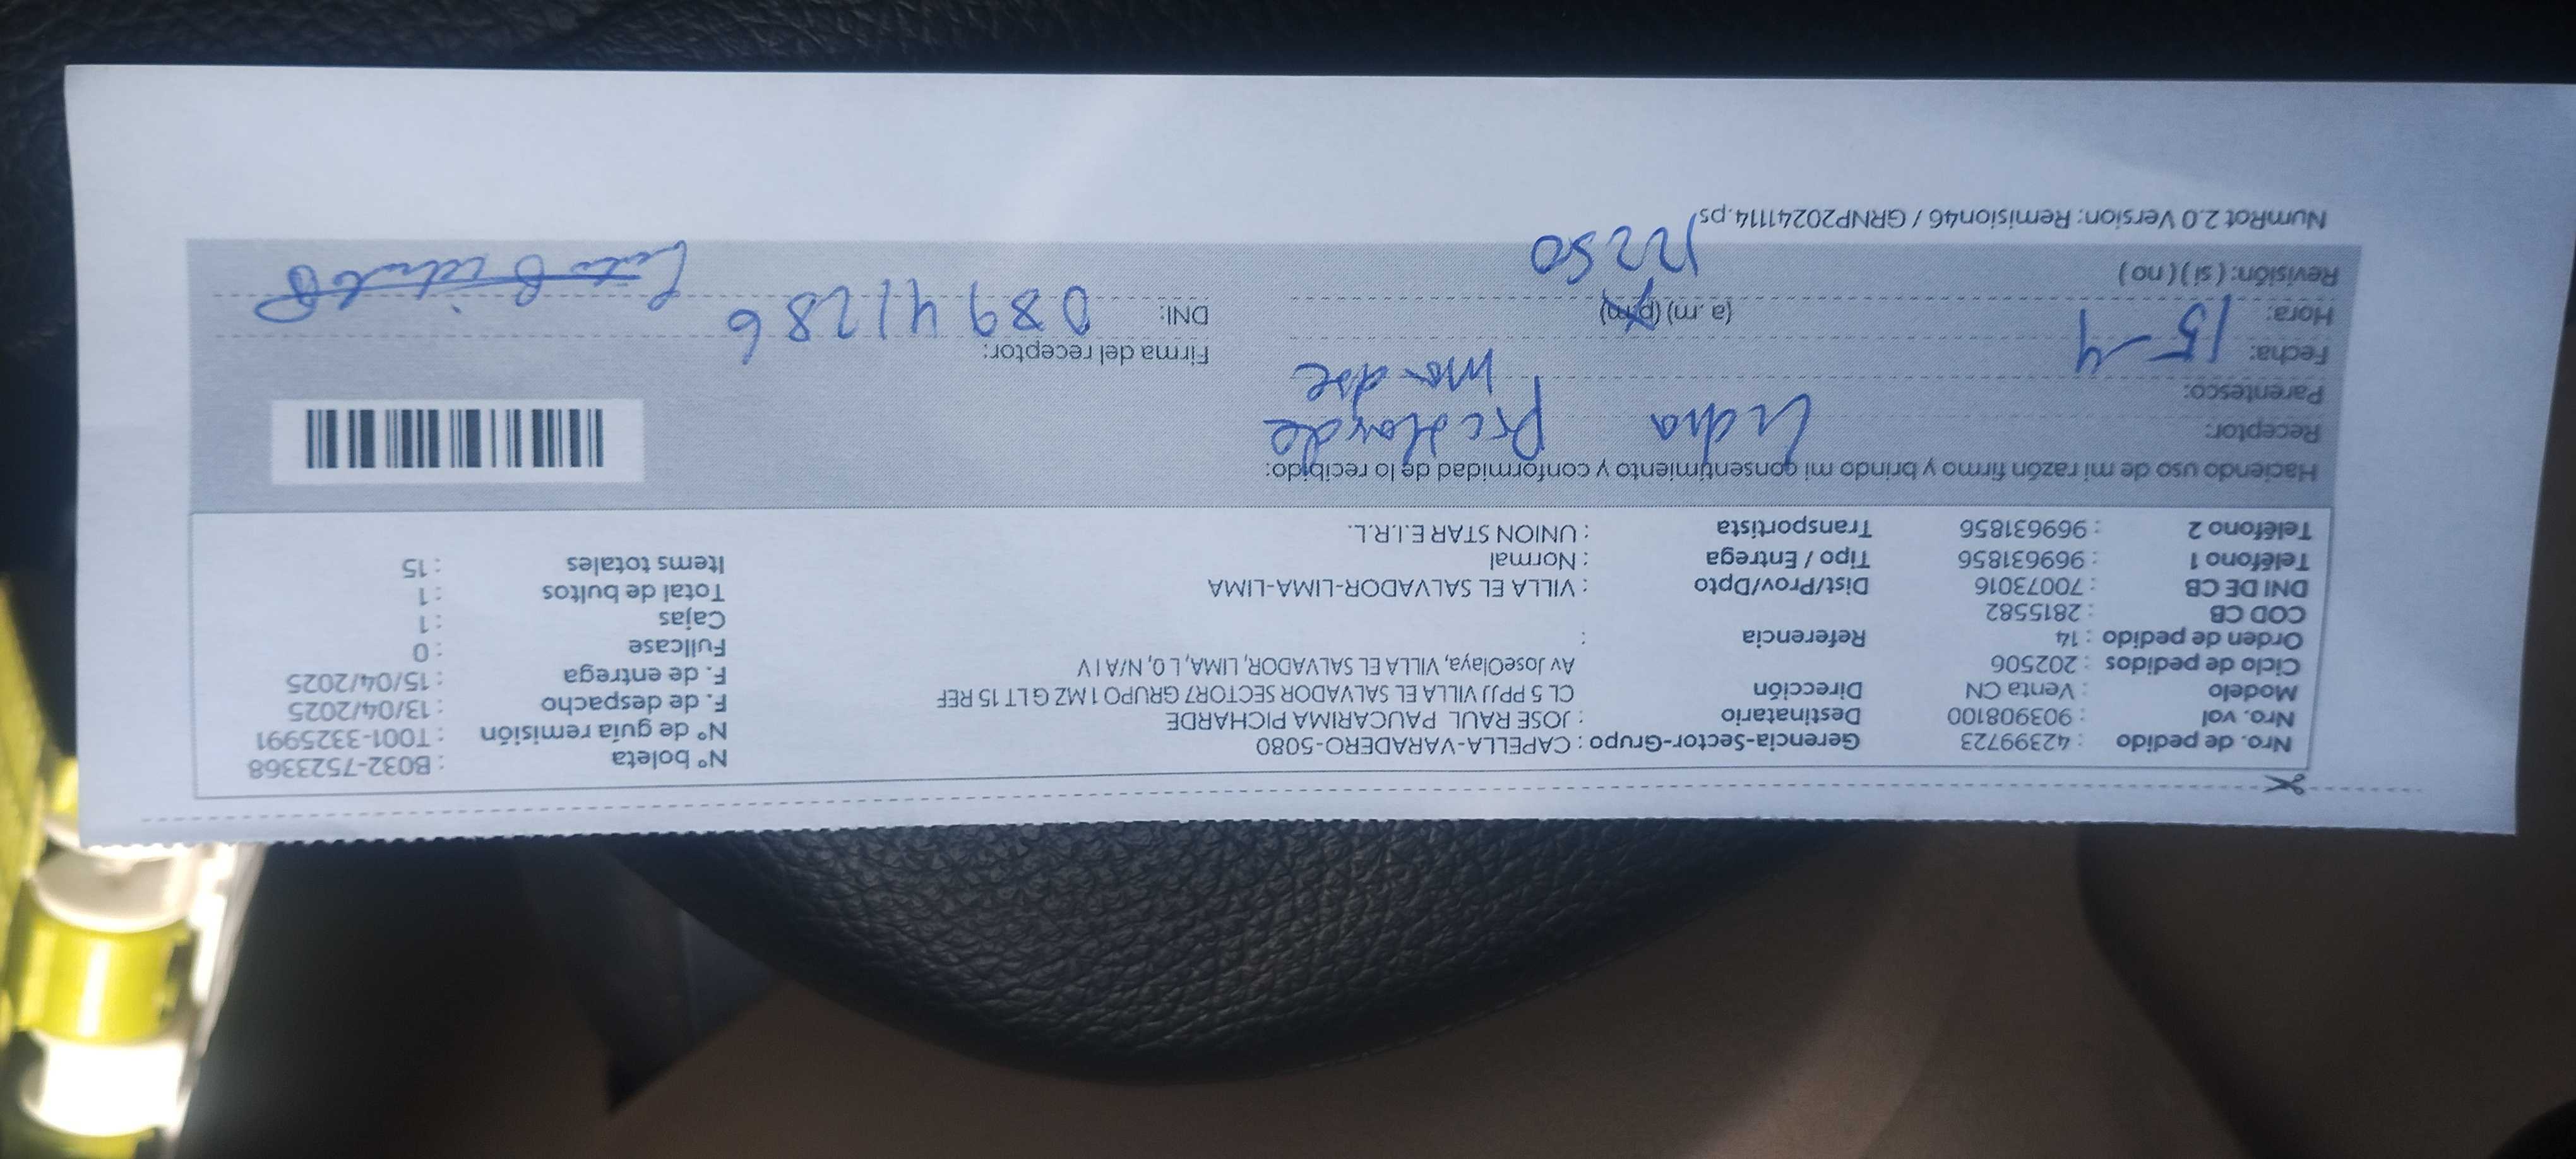 Nro. de pedido : 42399723 Gerencia-Sector-Grupo : CAPELLA-VARADERO-5080 N° boleta : B032-7523368
Nro. vol : 903908100 Destinatario : JOSE RAUL PAUCARIMA PICHARDE N° de guía remisión : T001-3325991
Modelo : Venta CN Dirección CL 5 PPJJ VILLA EL SALVADOR SECTOR7 GRUPO 1 MZ G LT 15 REF F. de despacho : 13/04/2025
Ciclo de pedidos : 202506 Av JoseOlaya, VILLA EL SALVADOR, LIMA, L 0, N/A I V F. de entrega : 15/04/2025
Orden de pedido : 14 Referencia : Fullcase : 0
COD CB : 2815582 Cajas : 1
DNI DE CB : 70073016 Dist/Prov/Dpto : VILLA EL SALVADOR-LIMA-LIMA Total de bultos : 1
Teléfono 1 : 969631856 Tipo / Entrega : Normal Items totales : 15
Teléfono 2 : 969631856 Transportista : UNION STAR E.I.R.L.
Haciendo uso de mi razón firmo y brindo mi consentimiento y conformidad de lo recibido:
Receptor:
Parentesco: madre
Fecha: 15-4 Firma del receptor:
Hora: (a.m) (p.m) DNI: 08941286
Revisión: ( si ) ( no ) 1250
NumRot 2.0 Version: Remision46 / GRNP20241114.ps